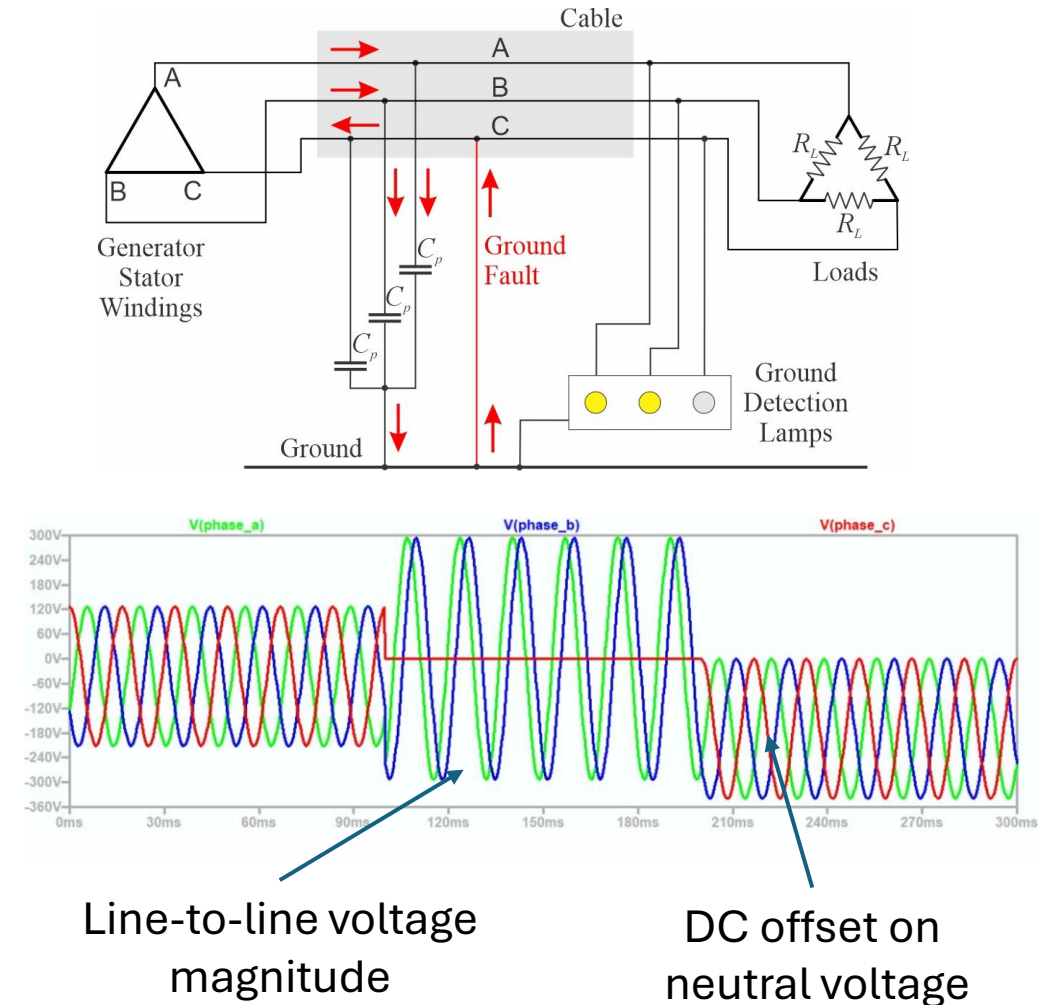 Cable
A
A
B
C
B
C
R_L
R_L
R_L
Generator
Stator
Windings
C_p
C_p
C_p
Ground
Fault
Loads
Ground
Detection
Lamps
Ground
V(phase_a)
V(phase_b)
V(phase_c)
300V
240V
180V
120V
60V
0V
-60V
-120V
-180V
-240V
-300V
-360V
0ms
30ms
60ms
90ms
120ms
150ms
180ms
210ms
240ms
270ms
300ms
Line-to-line voltage
magnitude
DC offset on
neutral voltage